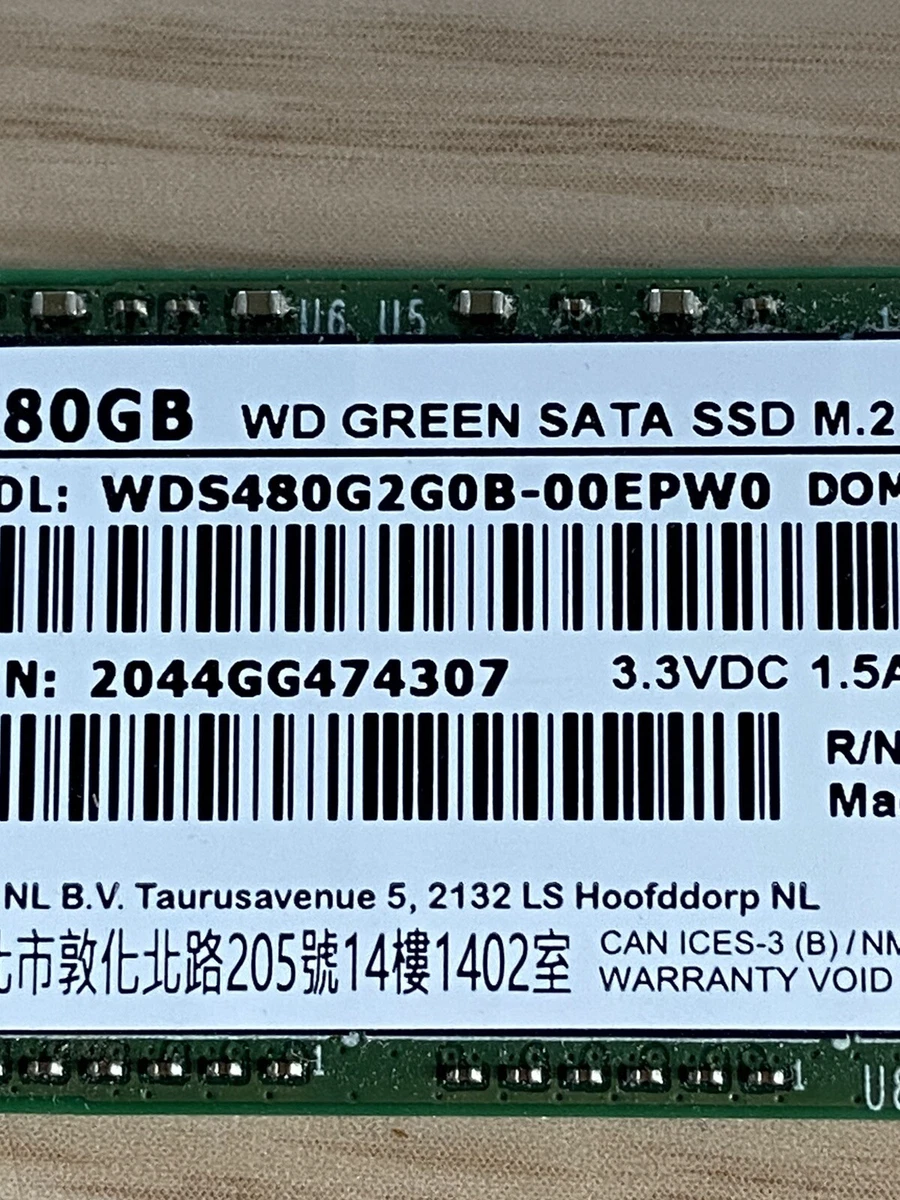 U6 U5
80GB WD GREEN SATA SSD M.2
DL: WDS480G2G0B-00EPW0 DOM
N: 2044GG474307 3.3VDC 1.5A
R/N
Ma
NL B.V. Taurusavenue 5, 2132 LS Hoofddorp NL
市敦化北路205號14樓1402室 CAN ICES-3 (B) / NM
WARRANTY VOID
1 1 U8